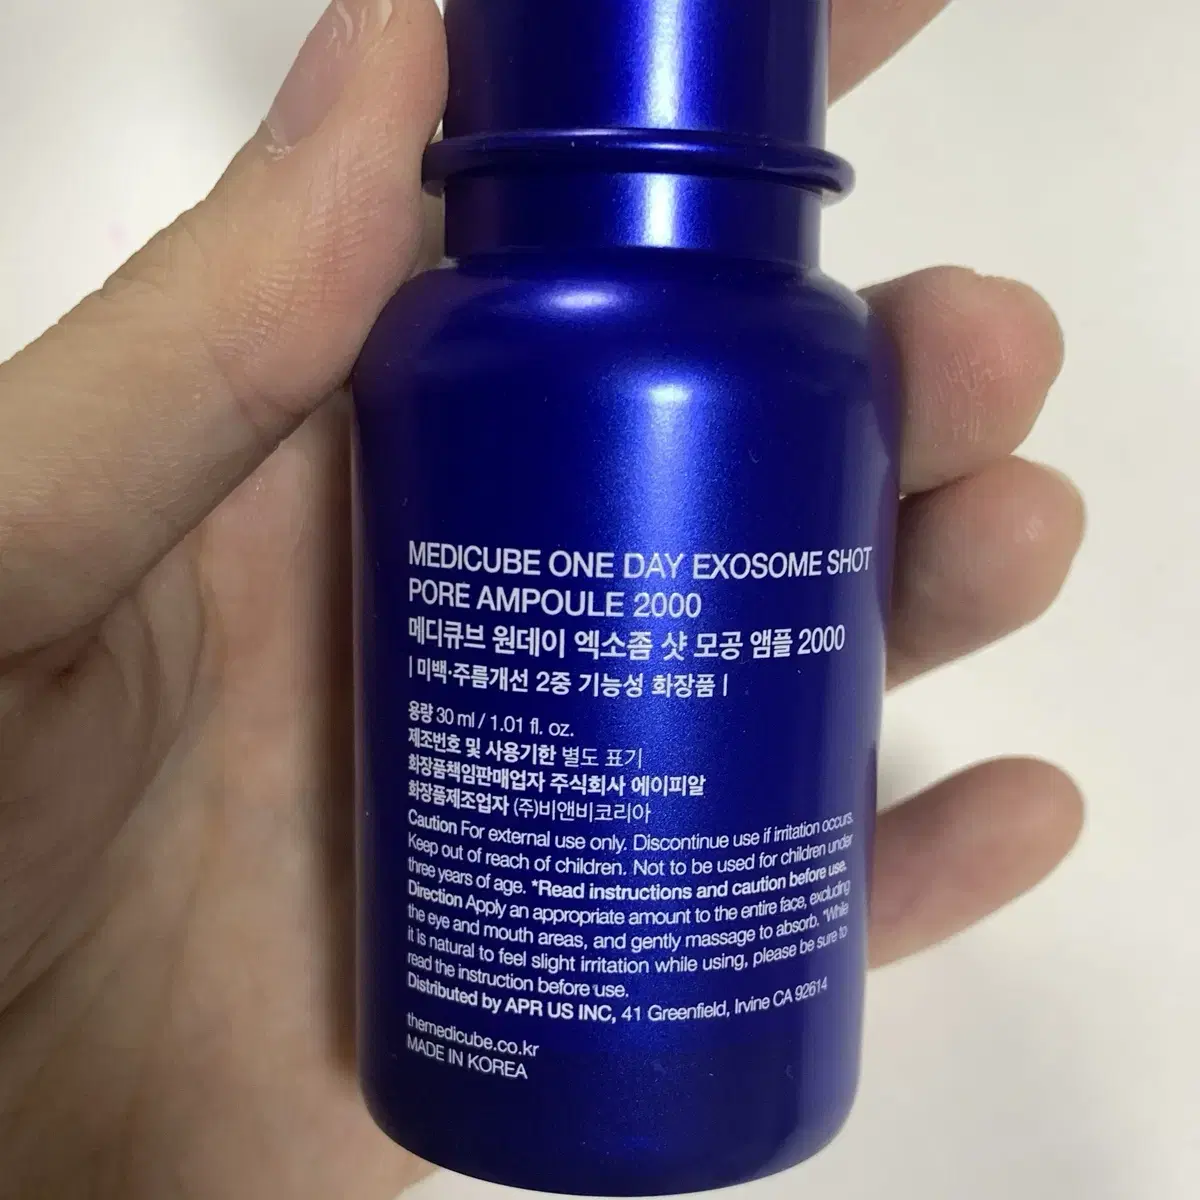 MEDICUBE ONE DAY EXOSOME SHOT
PORE AMPOULE 2000
메디큐브 원데이 엑소좀 샷 모공 앰플 2000
| 미백·주름개선 2중 기능성 화장품 |
용량 30 ml / 1.01 fl. oz.
제조번호 및 사용기한 별도 표기
화장품책임판매업자 주식회사 에이피알
화장품제조업자 (주)비앤비코리아
Caution For external use only. Discontinue use if irritation occurs.
Keep out of reach of children. Not to be used for children under
three years of age. *Read instructions and caution before use.
Direction Apply an appropriate amount to the entire face, excluding
the eye and mouth areas, and gently massage to absorb. *While
it is natural to feel slight irritation while using, please be sure to
read the instruction before use.
Distributed by APR US INC, 41 Greenfield, Irvine CA 92614
themedicube.co.kr
MADE IN KOREA